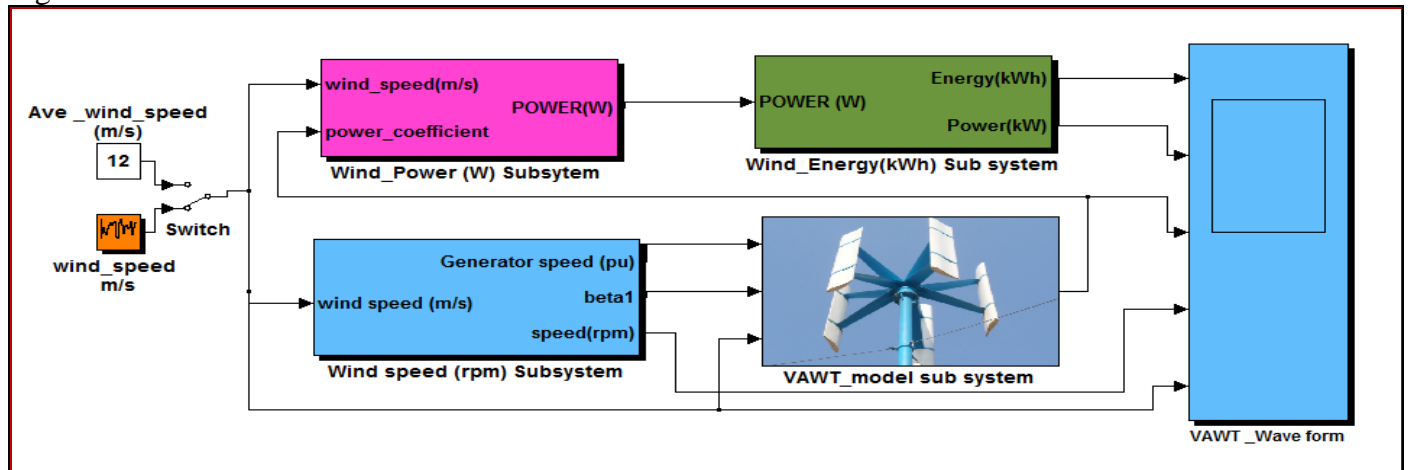 Ave _wind_speed
(m/s)
12
Switch
wind_speed
m/s
wind_speed(m/s)
power_coefficient
POWER(W)
Wind_Power (W) Subsytem
POWER (W)
Energy(kWh)
Power(kW)
Wind_Energy(kWh) Sub system
wind speed (m/s)
Generator speed (pu)
beta1
speed(rpm)
Wind speed (rpm) Subsystem
VAWT_model sub system
VAWT _Wave form